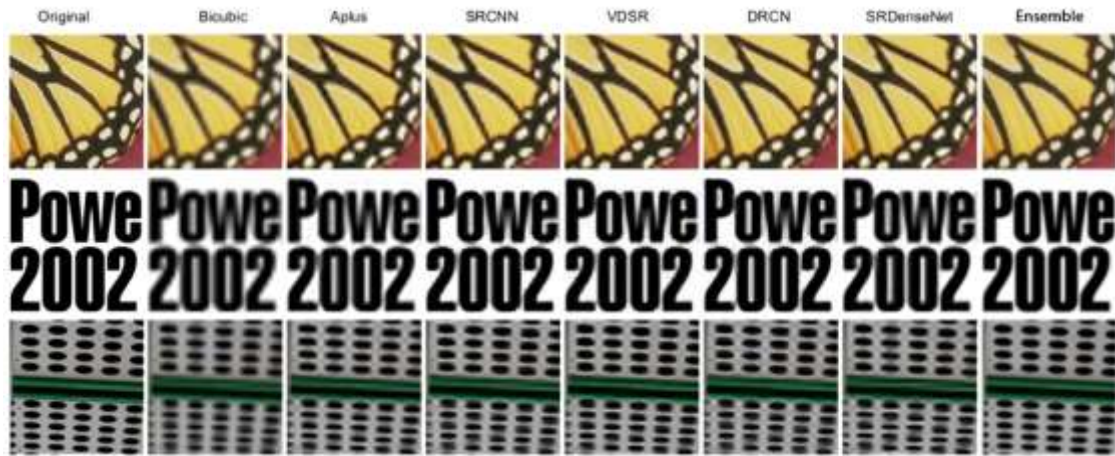 Original Bicubic Aplus SRCNN VDSR DRCN SRDenseNet Ensemble
Powe Powe Powe Powe Powe Powe Powe Powe
2002 2002 2002 2002 2002 2002 2002 2002